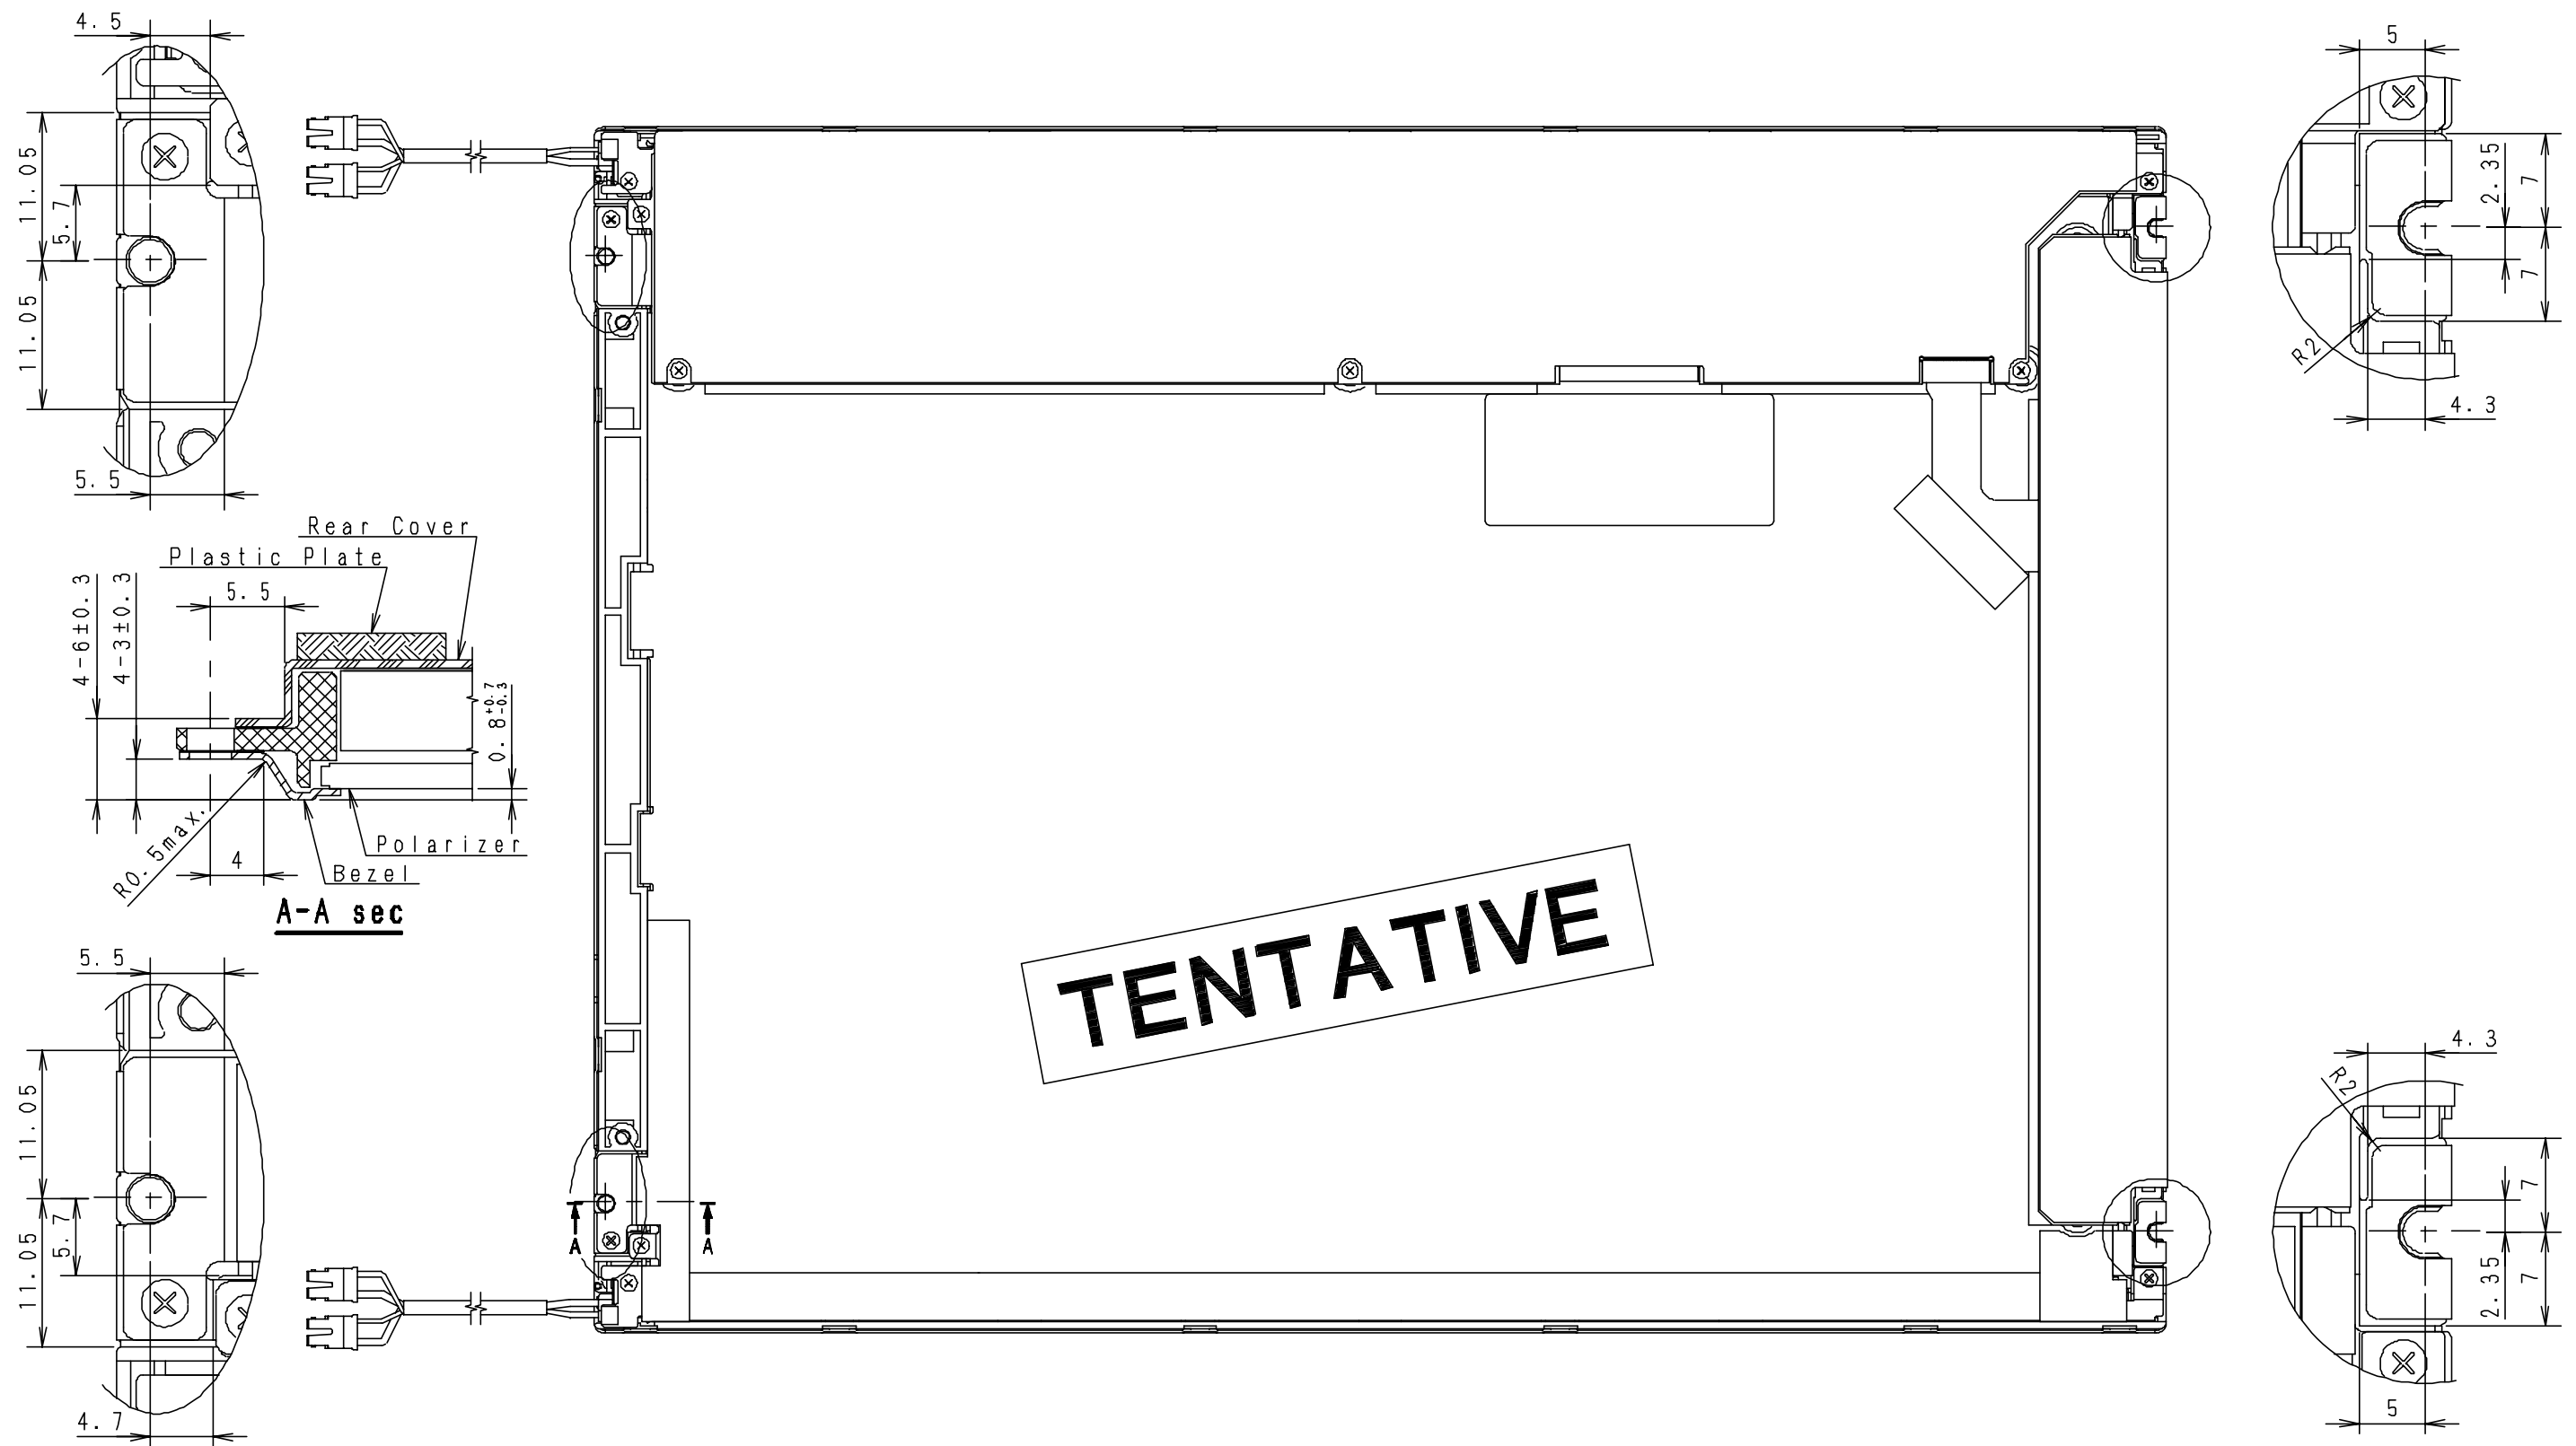 4.5
11.05
5.7
11.05
5.5
Rear Cover
Plastic Plate
5.5
4-6±0.3
4-3±0.3
0.8+0.7-0.3
R0.5max.
4
Polarizer
Bezel
A-A sec
5.5
11.05
11.05
5.7
4.7
A
A
TENTATIVE
5
2.35
7
7
R2
4.3
4.3
R2
7
2.35
7
5